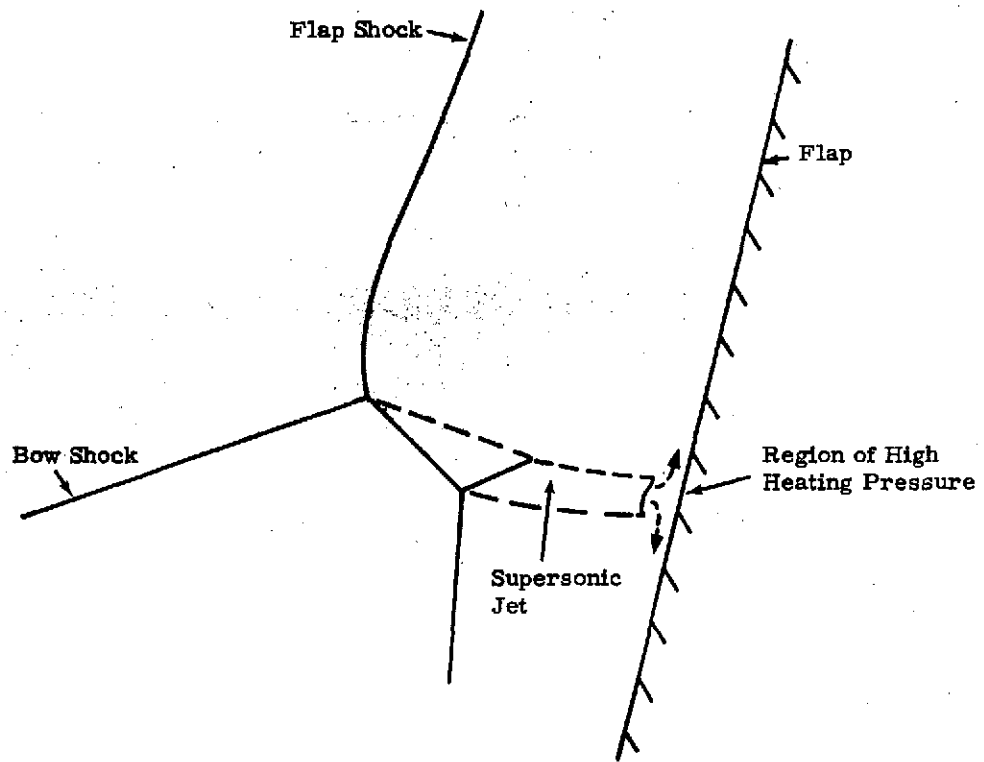 Flap Shock
Flap
Bow Shock
Region of High
Heating Pressure
Supersonic
Jet